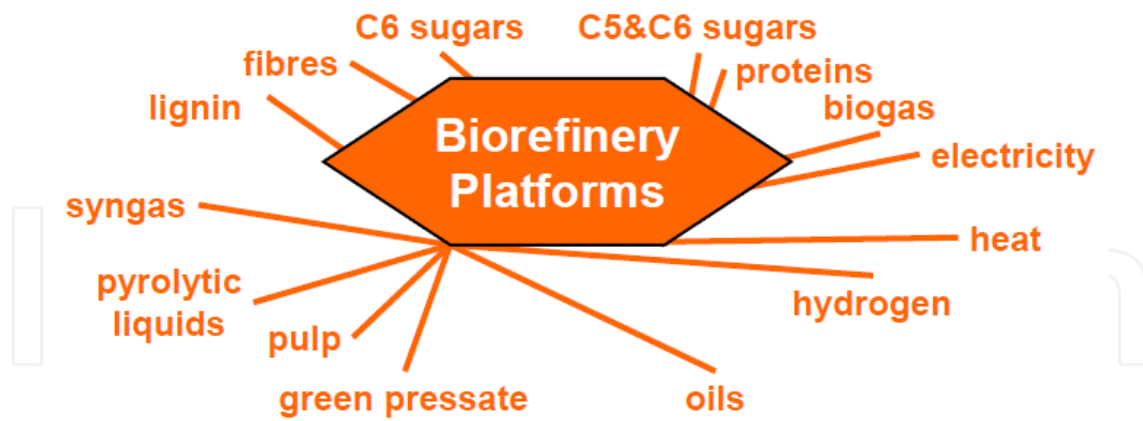 C6 sugars
C5&C6 sugars
fibres
proteins
lignin
biogas
Biorefinery
Platforms
electricity
syngas
heat
pyrolytic
liquids
hydrogen
pulp
green pressate
oils